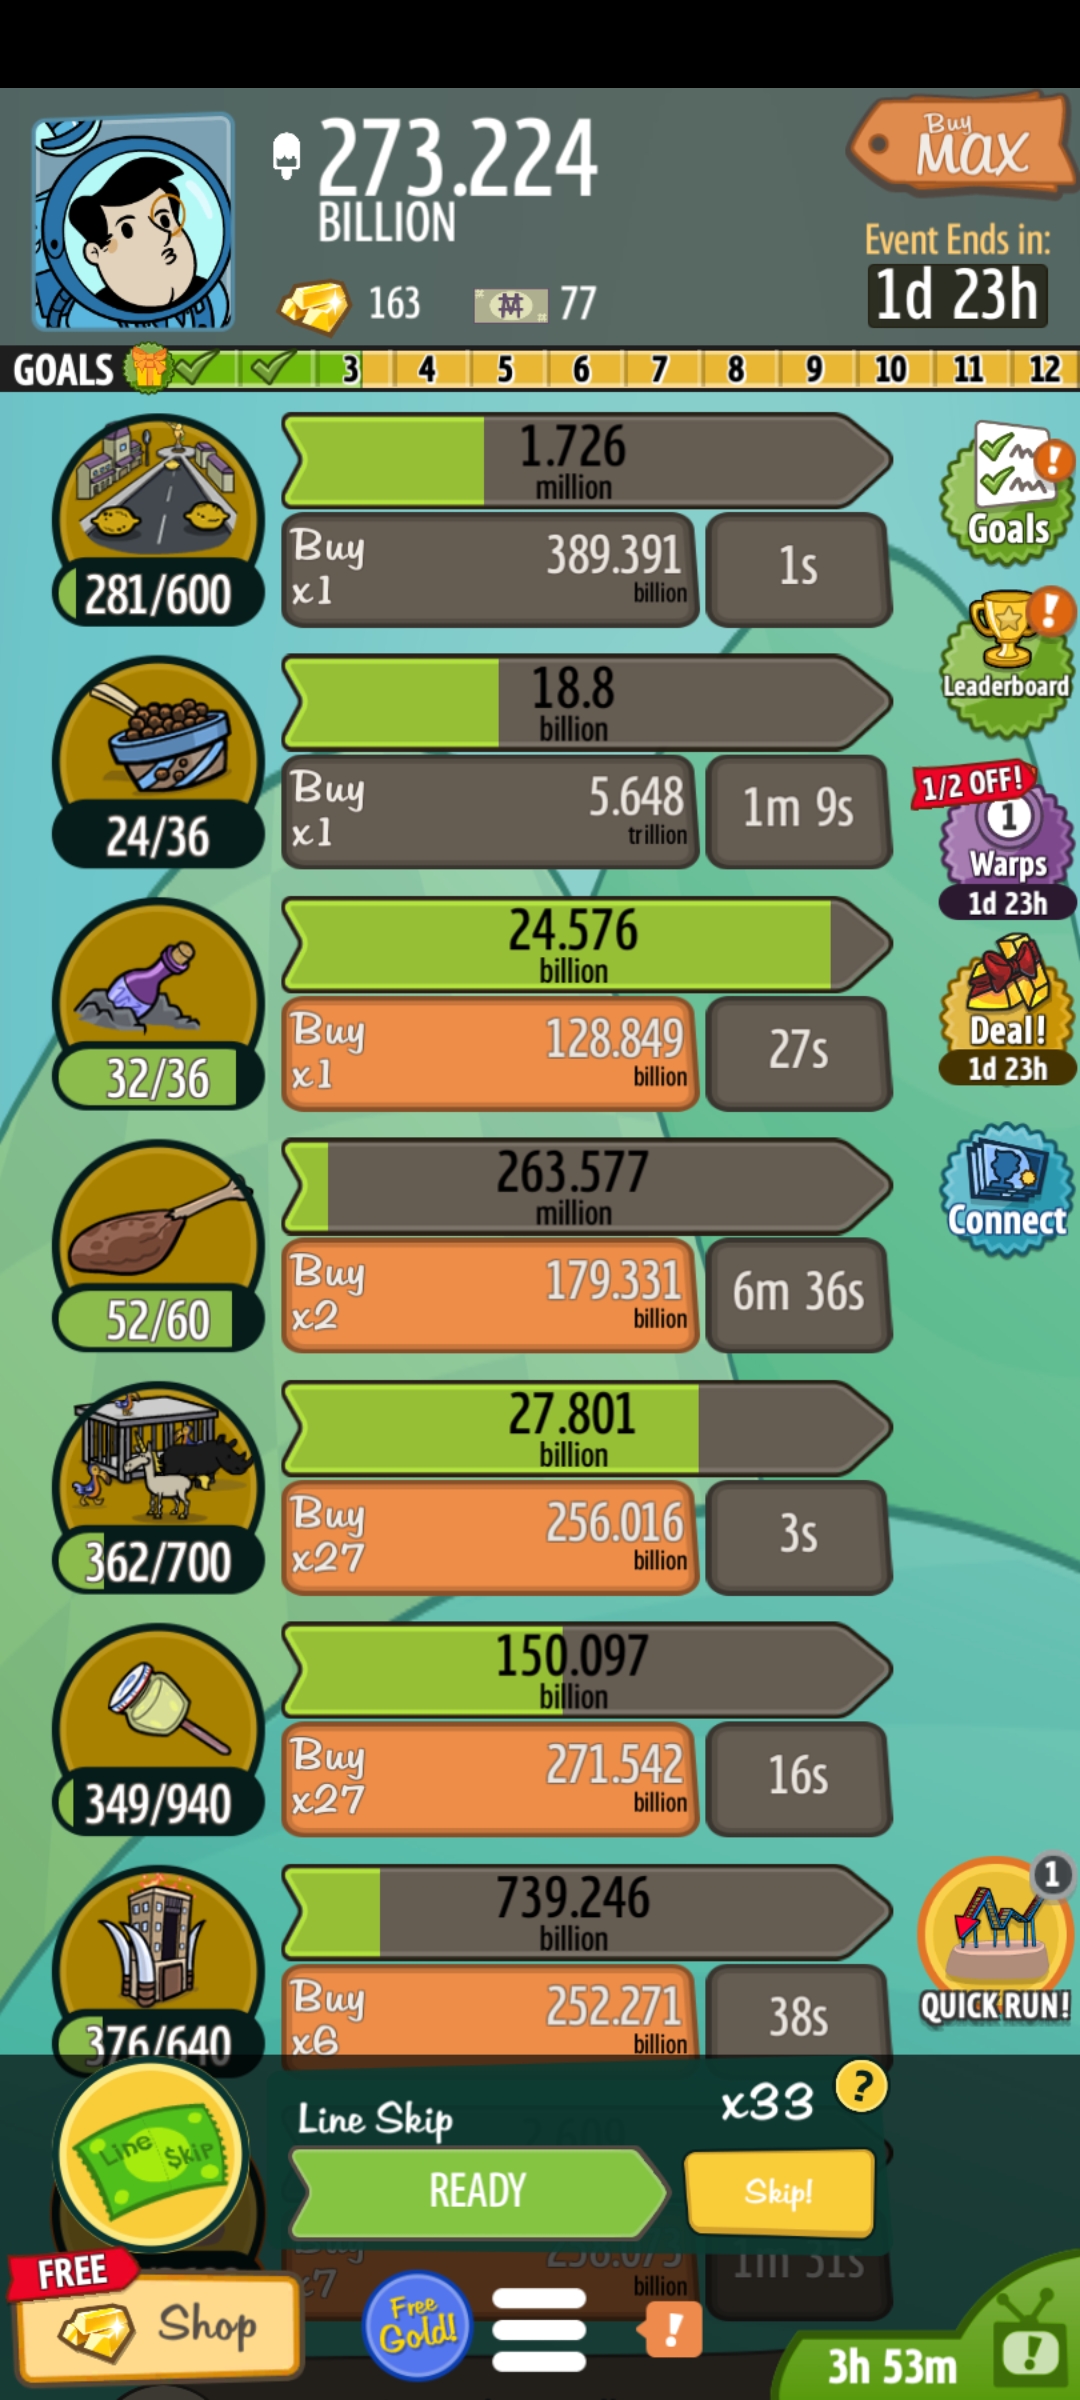 273.224
BILLION
Buy
MAX
Event Ends in:
1d 23h
163
77
GOALS
3
4
5
6
7
8
9
10
11
12
1.726
million
281/600
Buy
x1
389.391
billion
1s
Goals
!
Leaderboard
!
18.8
billion
24/36
Buy
x1
5.648
trillion
1m 9s
1/2 OFF!
1
Warps
1d 23h
24.576
billion
32/36
Buy
x1
128.849
billion
27s
Deal!
1d 23h
263.577
million
52/60
Buy
x2
179.331
billion
6m 36s
Connect
27.801
billion
362/700
Buy
x27
256.016
billion
3s
150.097
billion
349/940
Buy
x27
271.542
billion
16s
739.246
billion
376/640
Buy
x6
252.271
billion
38s
1
QUICK RUN!
Line Skip
Line Skip
x33
?
READY
Skip!
2.609
Buy
x7
billion
1m 31s
FREE
Shop
Free
Gold!
!
3h 53m
!